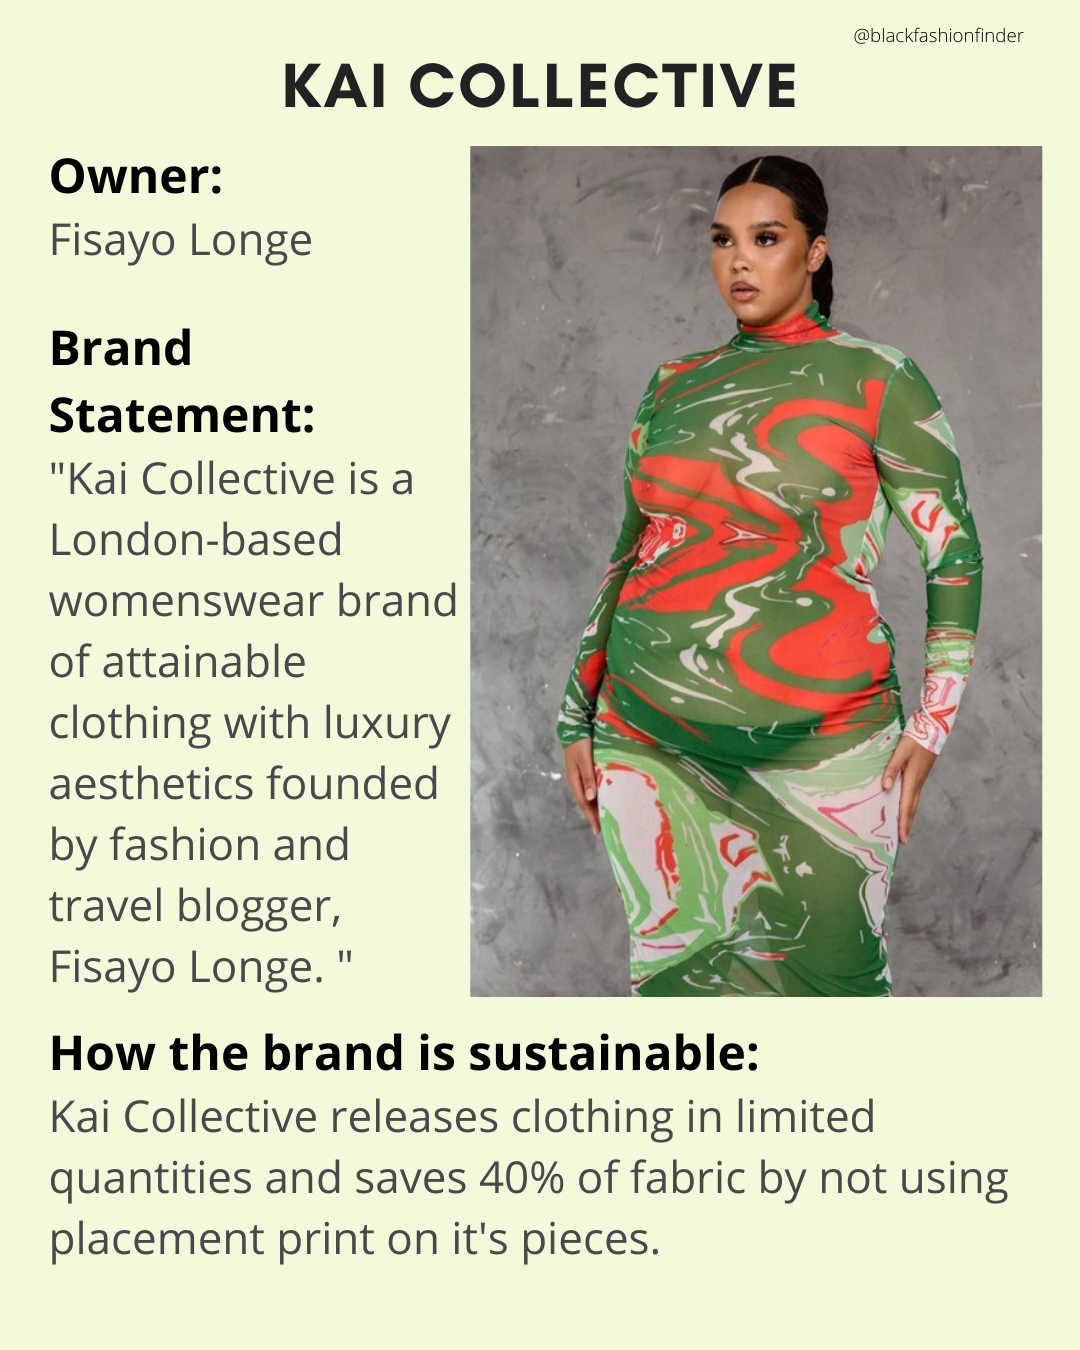 @blackfashionfinder
KAI COLLECTIVE
Owner:
Fisayo Longe
Brand
Statement:
"Kai Collective is a
London-based
womenswear brand
of attainable
clothing with luxury
aesthetics founded
by fashion and
travel blogger,
Fisayo Longe. "
How the brand is sustainable:
Kai Collective releases clothing in limited
quantities and saves 40% of fabric by not using
placement print on it's pieces.